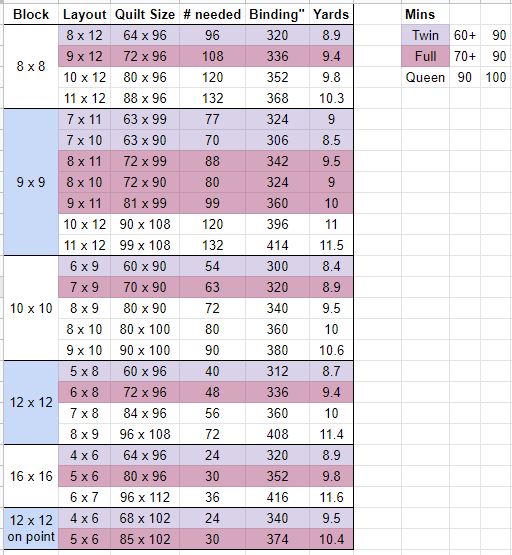 Block Layout Quilt Size # needed Binding" Yards Mins
8 x 12 64 x 96 96 320 8.9 Twin 60+ 90
9 x 12 72 x 96 108 336 9.4 Full 70+ 90
8 x 8
10 x 12 80 x 96 120 352 9.8 Queen 90 100
11 x 12 88 x 96 132 368 10.3
7 x 11 63 x 99 77 324 9
7 x 10 63 x 90 70 306 8.5
8 x 11 72 x 99 88 342 9.5
9 x 9 8 x 10 72 x 90 80 324 9
9 x 11 81 x 99 99 360 10
10 x 12 90 x 108 120 396 11
11 x 12 99 x 108 132 414 11.5
6 x 9 60 x 90 54 300 8.4
7 x 9 70 x 90 63 320 8.9
10 x 10 8 x 9 80 x 90 72 340 9.5
8 x 10 80 x 100 80 360 10
9 x 10 90 x 100 90 380 10.6
5 x 8 60 x 96 40 312 8.7
6 x 8 72 x 96 48 336 9.4
12 x 12
7 x 8 84 x 96 56 360 10
8 x 9 96 x 108 72 408 11.4
4 x 6 64 x 96 24 320 8.9
16 x 16 5 x 6 80 x 96 30 352 9.8
6 x 7 96 x 112 36 416 11.6
12 x 12 4 x 6 68 x 102 24 340 9.5
on point 5 x 6 85 x 102 30 374 10.4